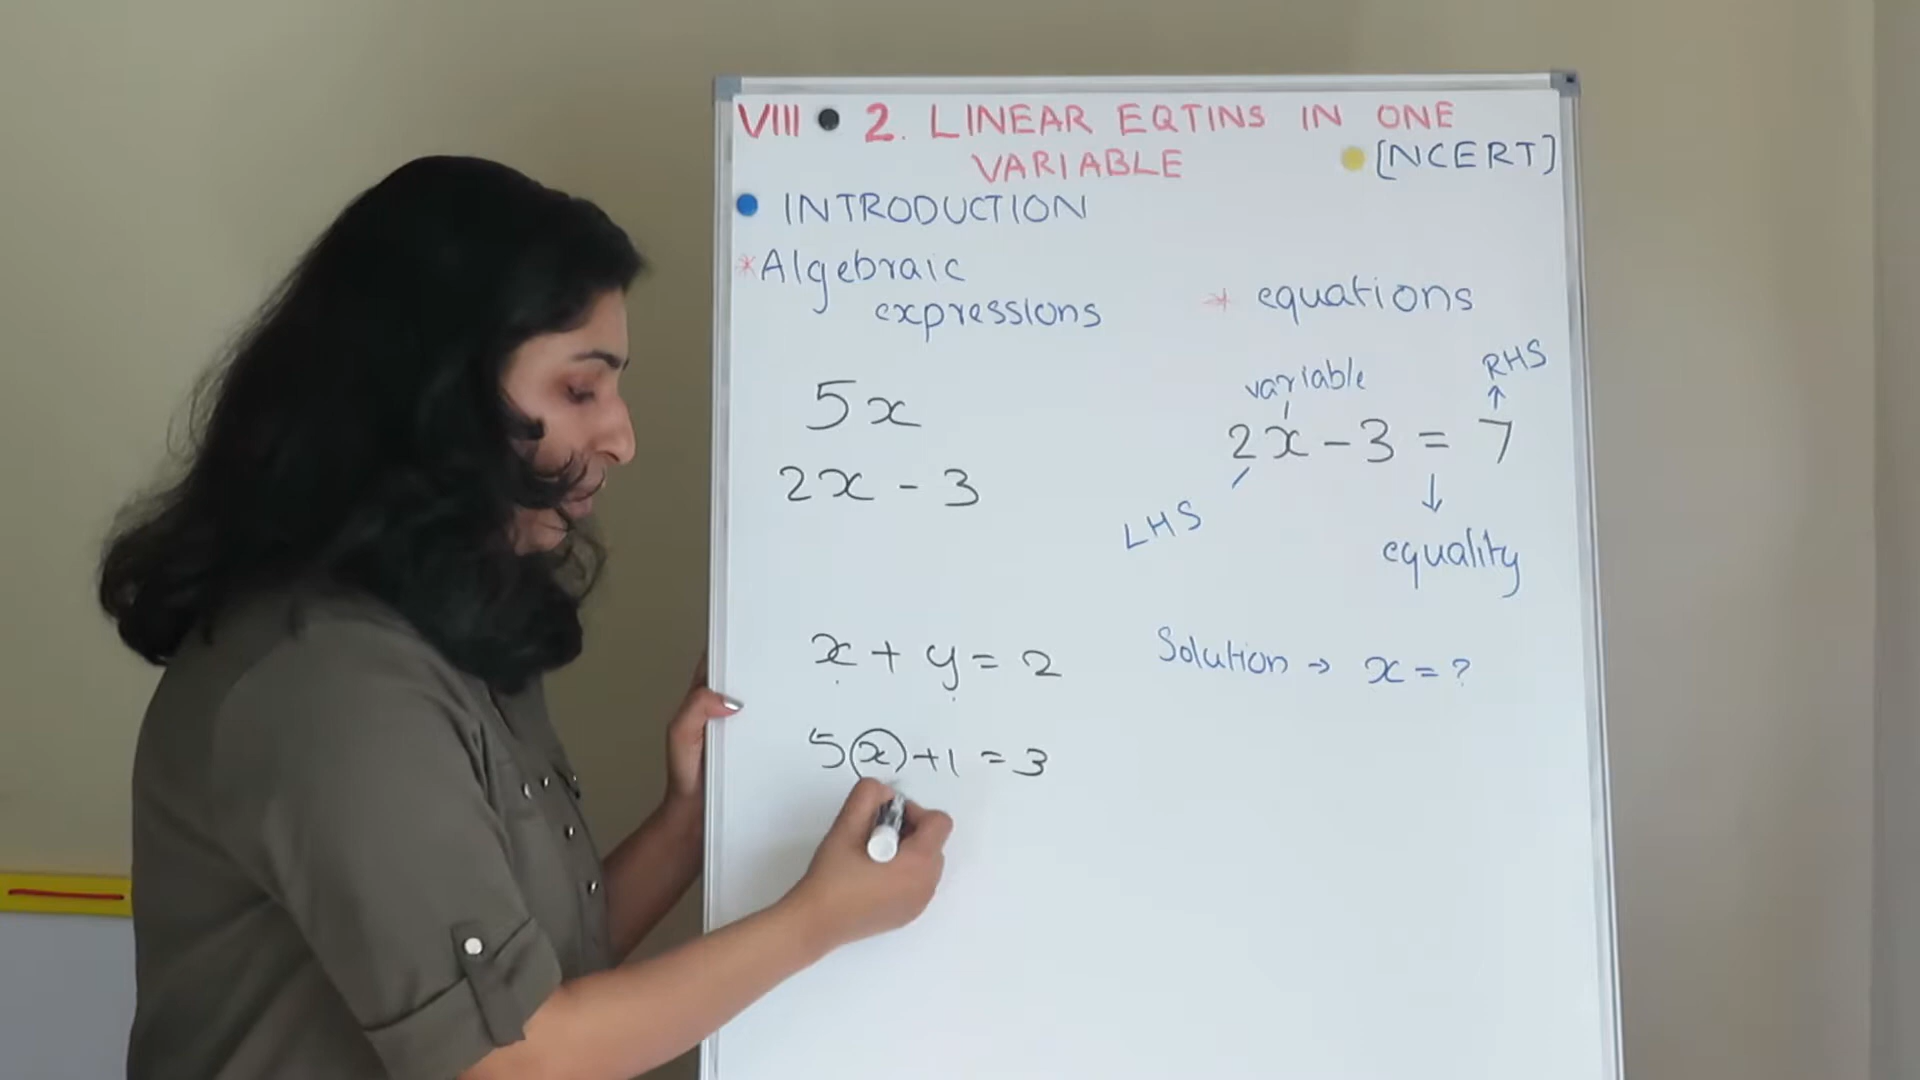 VIII • 2. LINEAR EQTINS IN ONE
VARIABLE
[NCERT]
INTRODUCTION
*Algebraic
expressions
* equations
5x
2x - 3
variable
RHS
2x - 3 = 7
LHS
equality
x + y = 2
Solution → x = ?
5x + 1 = 3